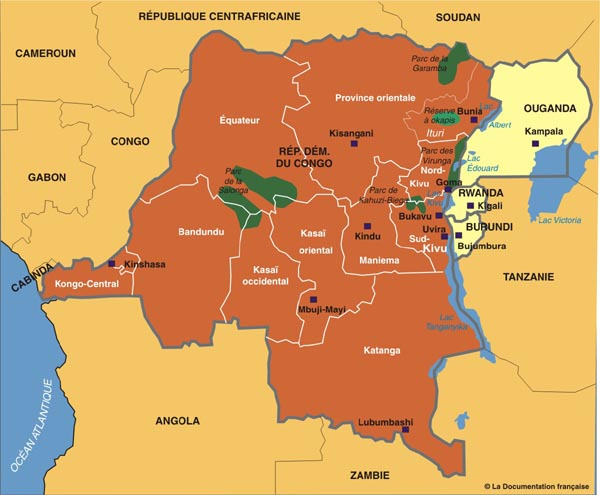 RÉPUBLIQUE CENTRAFRICAINE
SOUDAN
CAMEROUN
Parc de la
Garamba
Province orientale
Réserve
à okapis
Bunia
Lac
Albert
OUGANDA
Équateur
CONGO
Kisangani
Ituri
Kampala
RÉP. DÉM.
DU CONGO
Parc des
Virunga
Lac
Édouard
GABON
Parc
de la
Salonga
Nord-
Kivu
Goma
Parc de
Kahuzi-Biega
Lac
Kivu
RWANDA
Kigali
Lac Victoria
Bukavu
Bandundu
Kasaï
oriental
Kindu
Uvira
BURUNDI
Sud-
Kivu
Bujumbura
Maniema
CABINDA
Kinshasa
Kongo-Central
Kasaï
occidental
TANZANIE
Mbuji-Mayi
Lac
Tanganyika
Katanga
OCÉAN ATLANTIQUE
ANGOLA
Lubumbashi
ZAMBIE
© La Documentation française